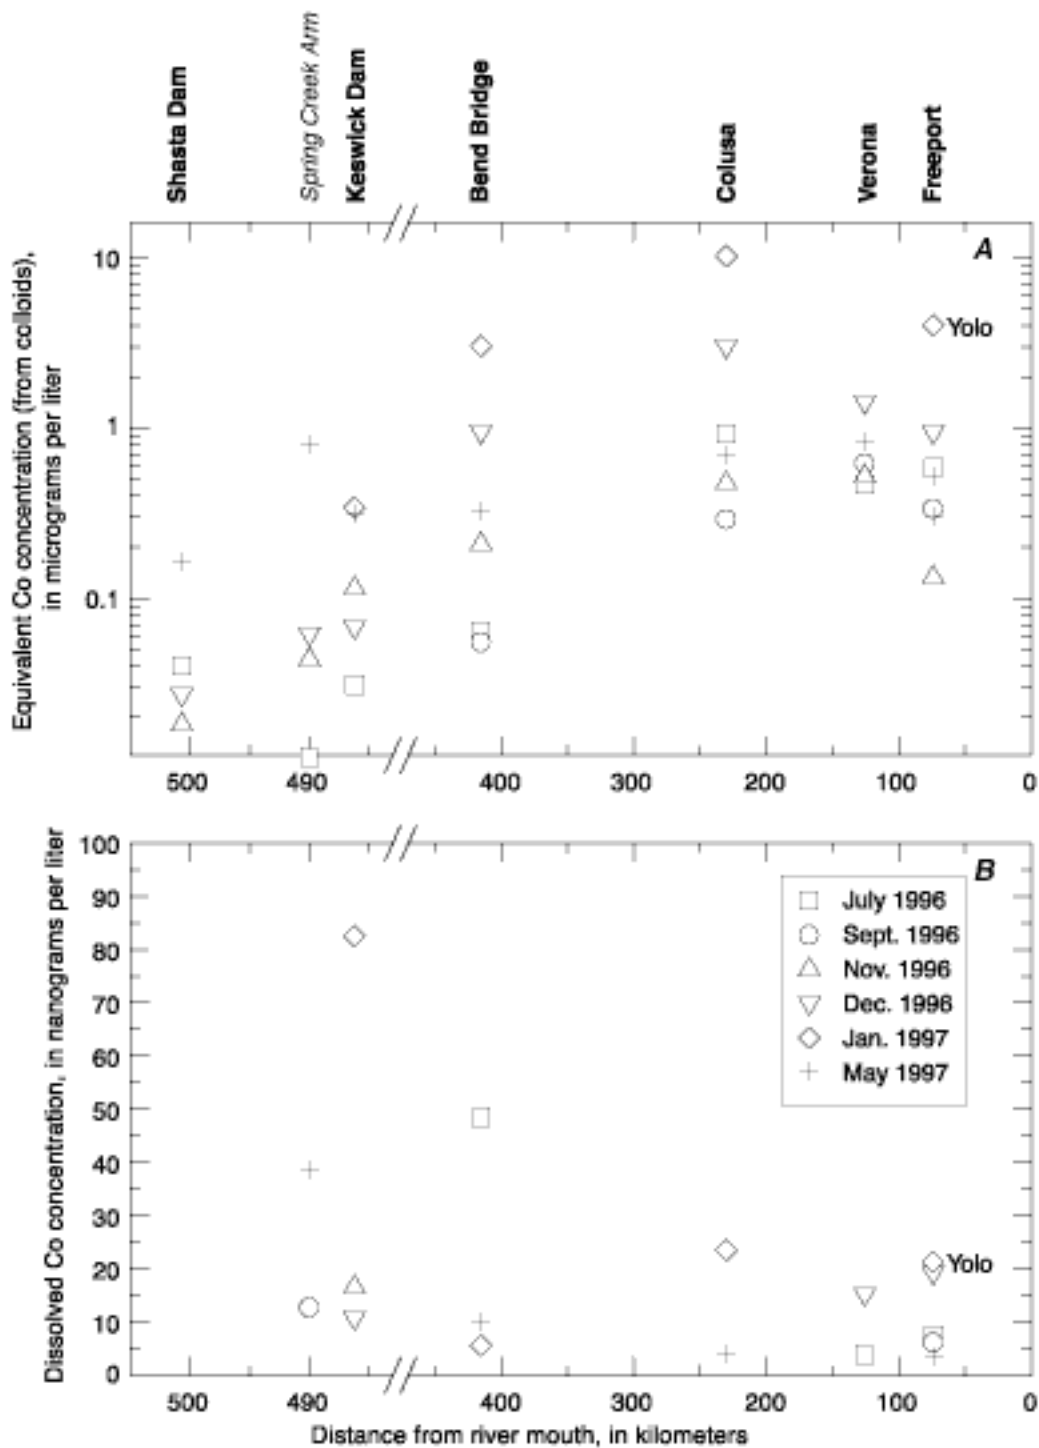 Shasta Dam
Spring Creek Arm
Keswick Dam
Bend Bridge
Colusa
Verona
Freeport
A
Equivalent Co concentration (from colloids),
in micrograms per liter
10
1
0.1
Yolo
500 490 400 300 200 100 0
B
Dissolved Co concentration, in nanograms per liter
100
90
80
70
60
50
40
30
20
10
0
July 1996
Sept. 1996
Nov. 1996
Dec. 1996
Jan. 1997
May 1997
Yolo
500 490 400 300 200 100 0
Distance from river mouth, in kilometers